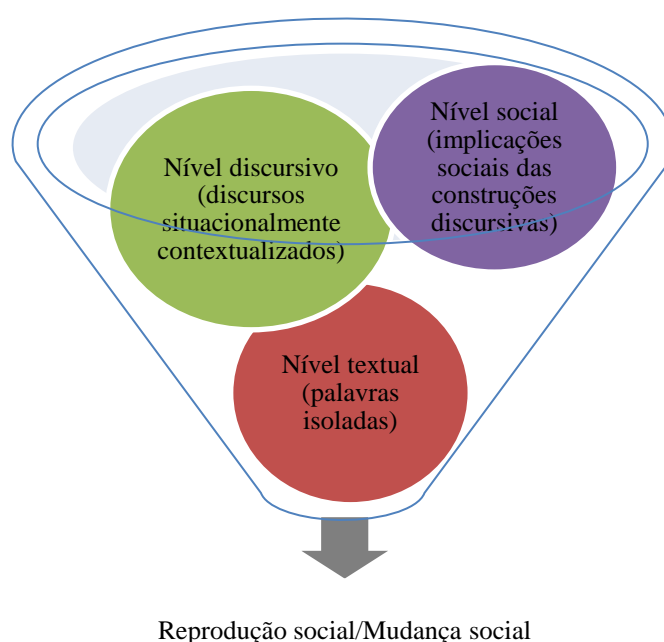 Nível discursivo
(discursos
situacionalmente
contextualizados)
Nível social
(implicações
sociais das
construções
discursivas)
Nível textual
(palavras
isoladas)
Reprodução social/Mudança social